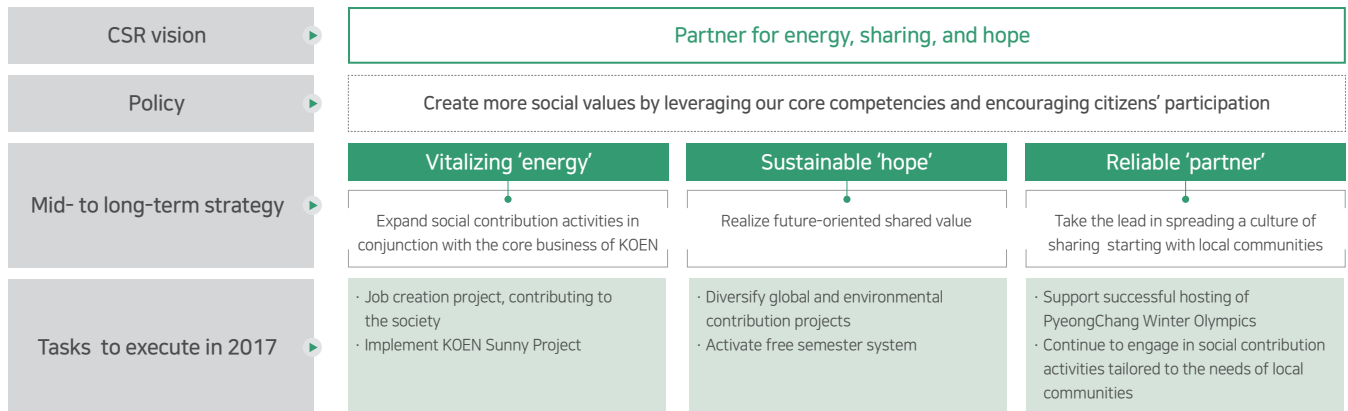 CSR vision
Partner for energy, sharing, and hope
Policy
Create more social values by leveraging our core competencies and encouraging citizens' participation
Mid- to long-term strategy
Vitalizing 'energy'
Expand social contribution activities in
conjunction with the core business of KOEN
Sustainable 'hope'
Realize future-oriented shared value
Reliable 'partner'
Take the lead in spreading a culture of
sharing starting with local communities
Tasks to execute in 2017
· Job creation project, contributing to
the society
· Implement KOEN Sunny Project
· Diversify global and environmental
contribution projects
· Activate free semester system
· Support successful hosting of
PyeongChang Winter Olympics
· Continue to engage in social contribution
activities tailored to the needs of local
communities